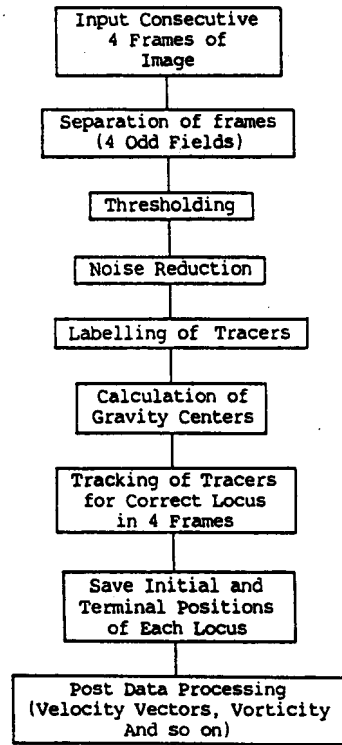 Input Consecutive
4 Frames of
Image
Separation of frames
(4 Odd Fields)
Thresholding
Noise Reduction
Labelling of Tracers
Calculation of
Gravity Centers
Tracking of Tracers
for Correct Locus
in 4 Frames
Save Initial and
Terminal Positions
of Each Locus
Post Data Processing
(Velocity Vectors, Vorticity
And so on)